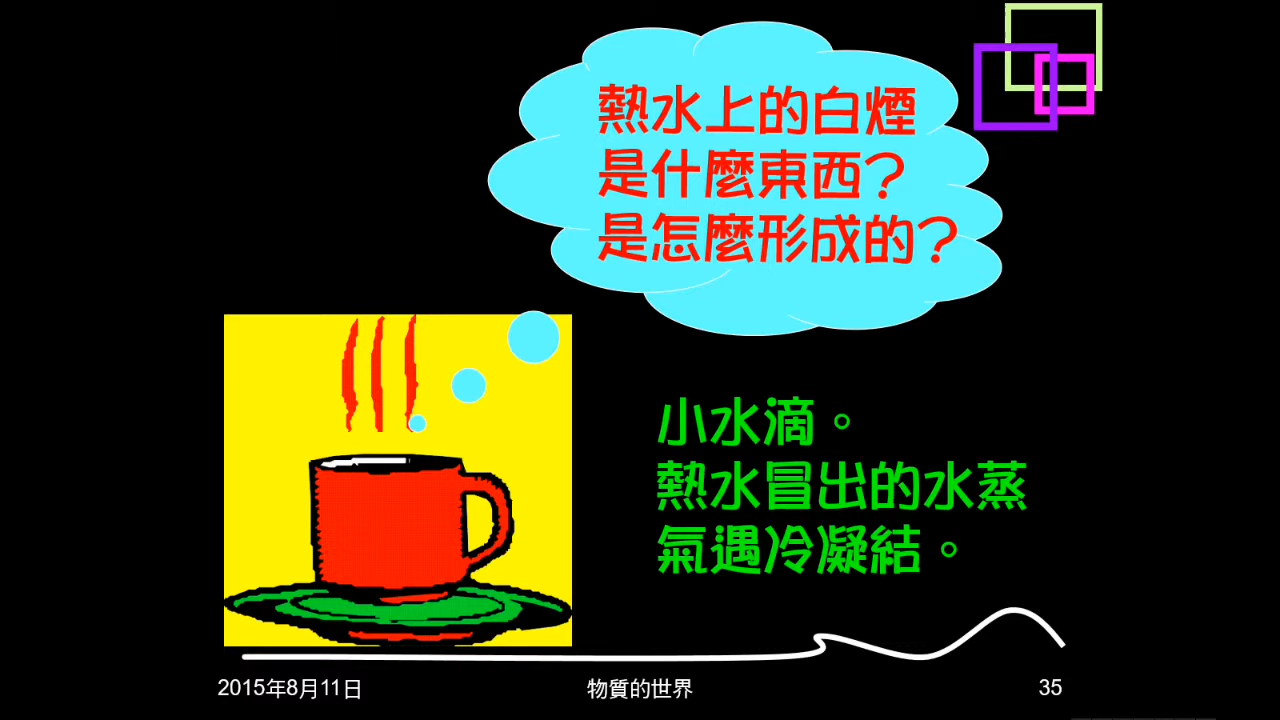 熱水上的白煙
是什麼東西？
是怎麼形成的？
小水滴。
熱水冒出的水蒸
氣遇冷凝結。
2015年8月11日
物質的世界
35